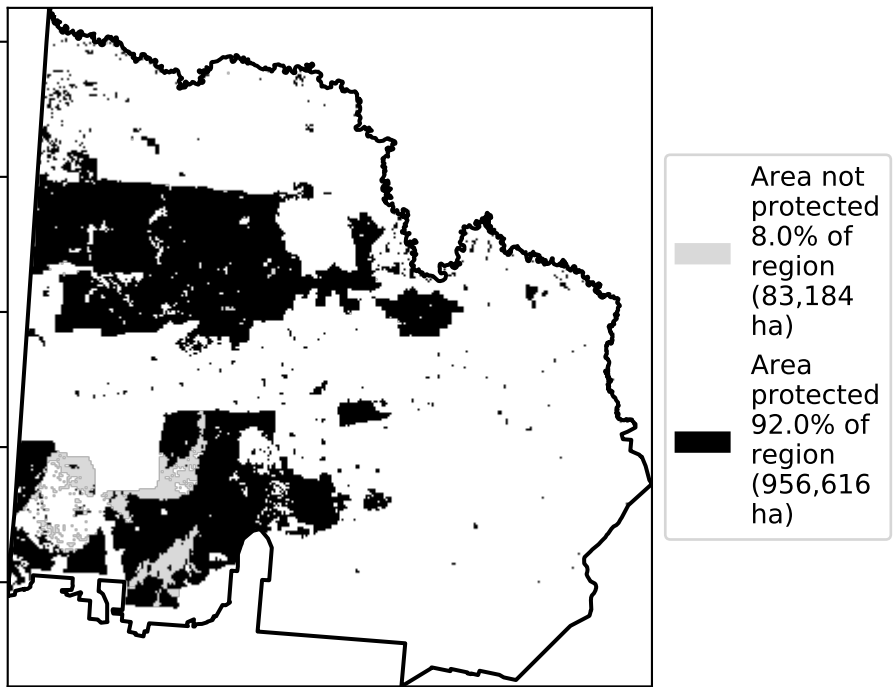 Area not
protected
8.0% of
region
(83,184
ha)
Area
protected
92.0% of
region
(956,616
ha)